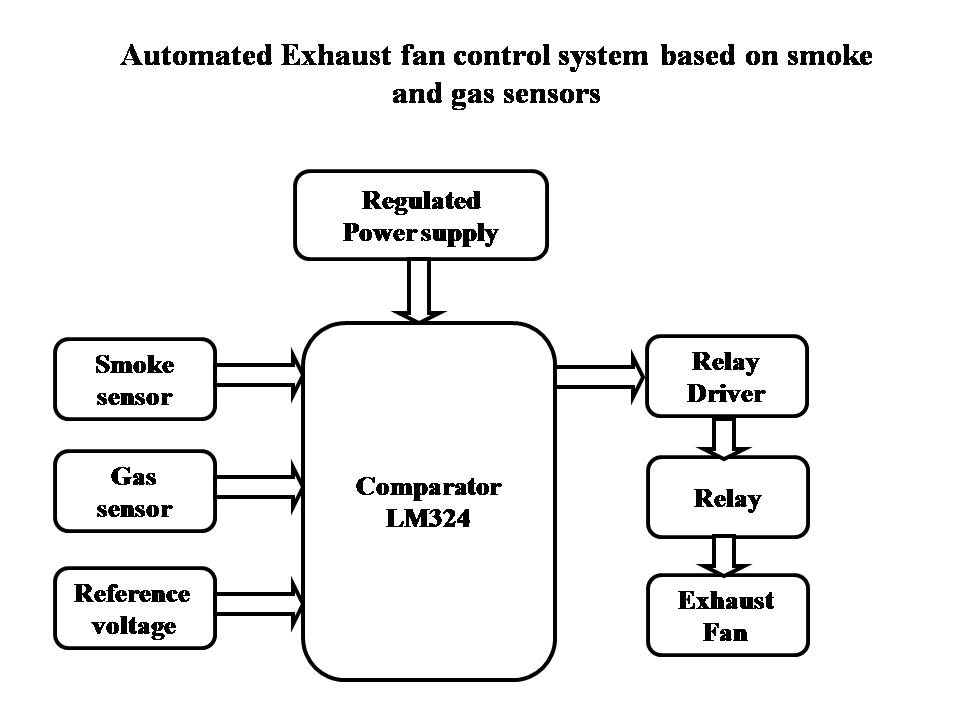 Automated Exhaust fan control system based on smoke
and gas sensors
Regulated
Power supply
Smoke
sensor
Gas
sensor
Reference
voltage
Comparator
LM324
Relay
Driver
Relay
Exhaust
Fan